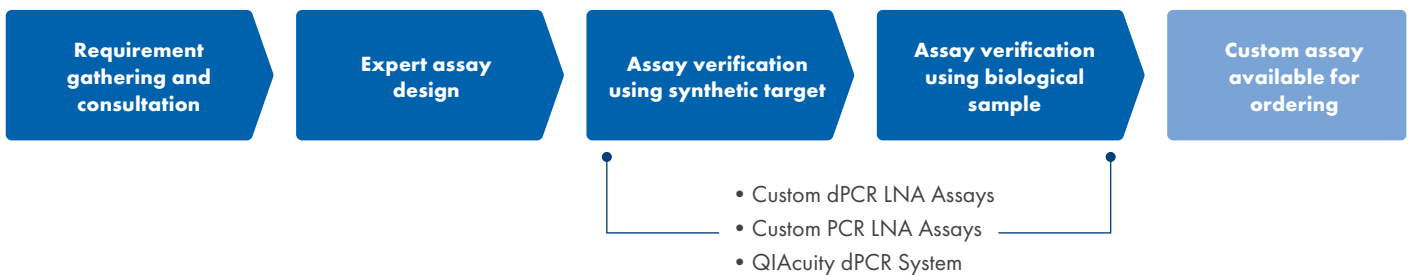 Requirement
gathering and
consultation
Expert assay
design
Assay verification
using synthetic target
Assay verification
using biological
sample
Custom assay
available for
ordering
• Custom dPCR LNA Assays
• Custom PCR LNA Assays
• QIAcuity dPCR System